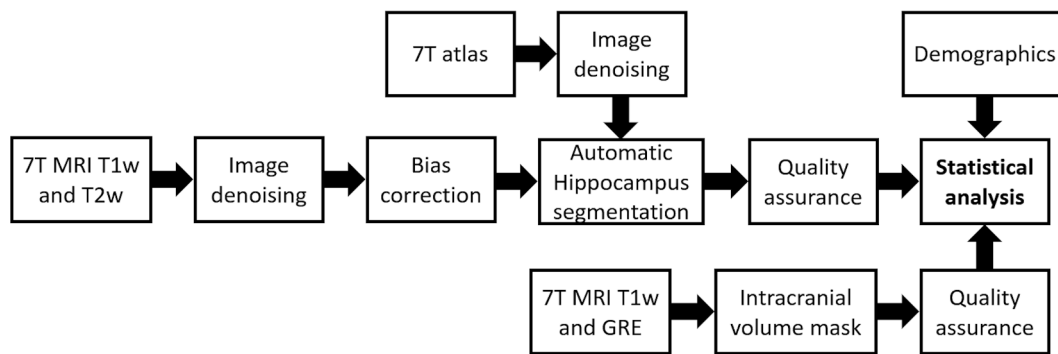 7T atlas
Image
denoising
Demographics
7T MRI T1w
and T2w
Image
denoising
Bias
correction
Automatic
Hippocampus
segmentation
Quality
assurance
Statistical
analysis
7T MRI T1w
and GRE
Intracranial
volume mask
Quality
assurance